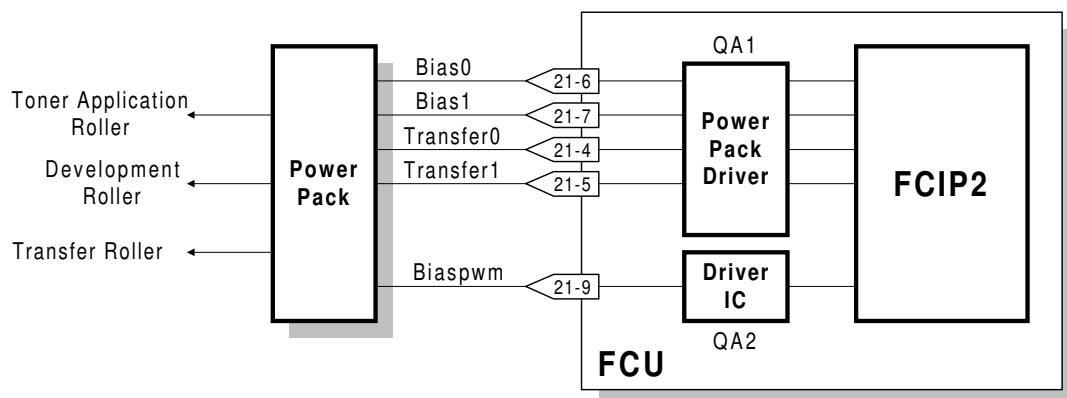 Toner Application
Roller
Development
Roller
Transfer Roller
Power
Pack
Bias0
Bias1
Transfer0
Transfer1
Biaspwm
21-6
21-7
21-4
21-5
21-9
QA1
Power
Pack
Driver
Driver
IC
QA2
FCIP2
FCU